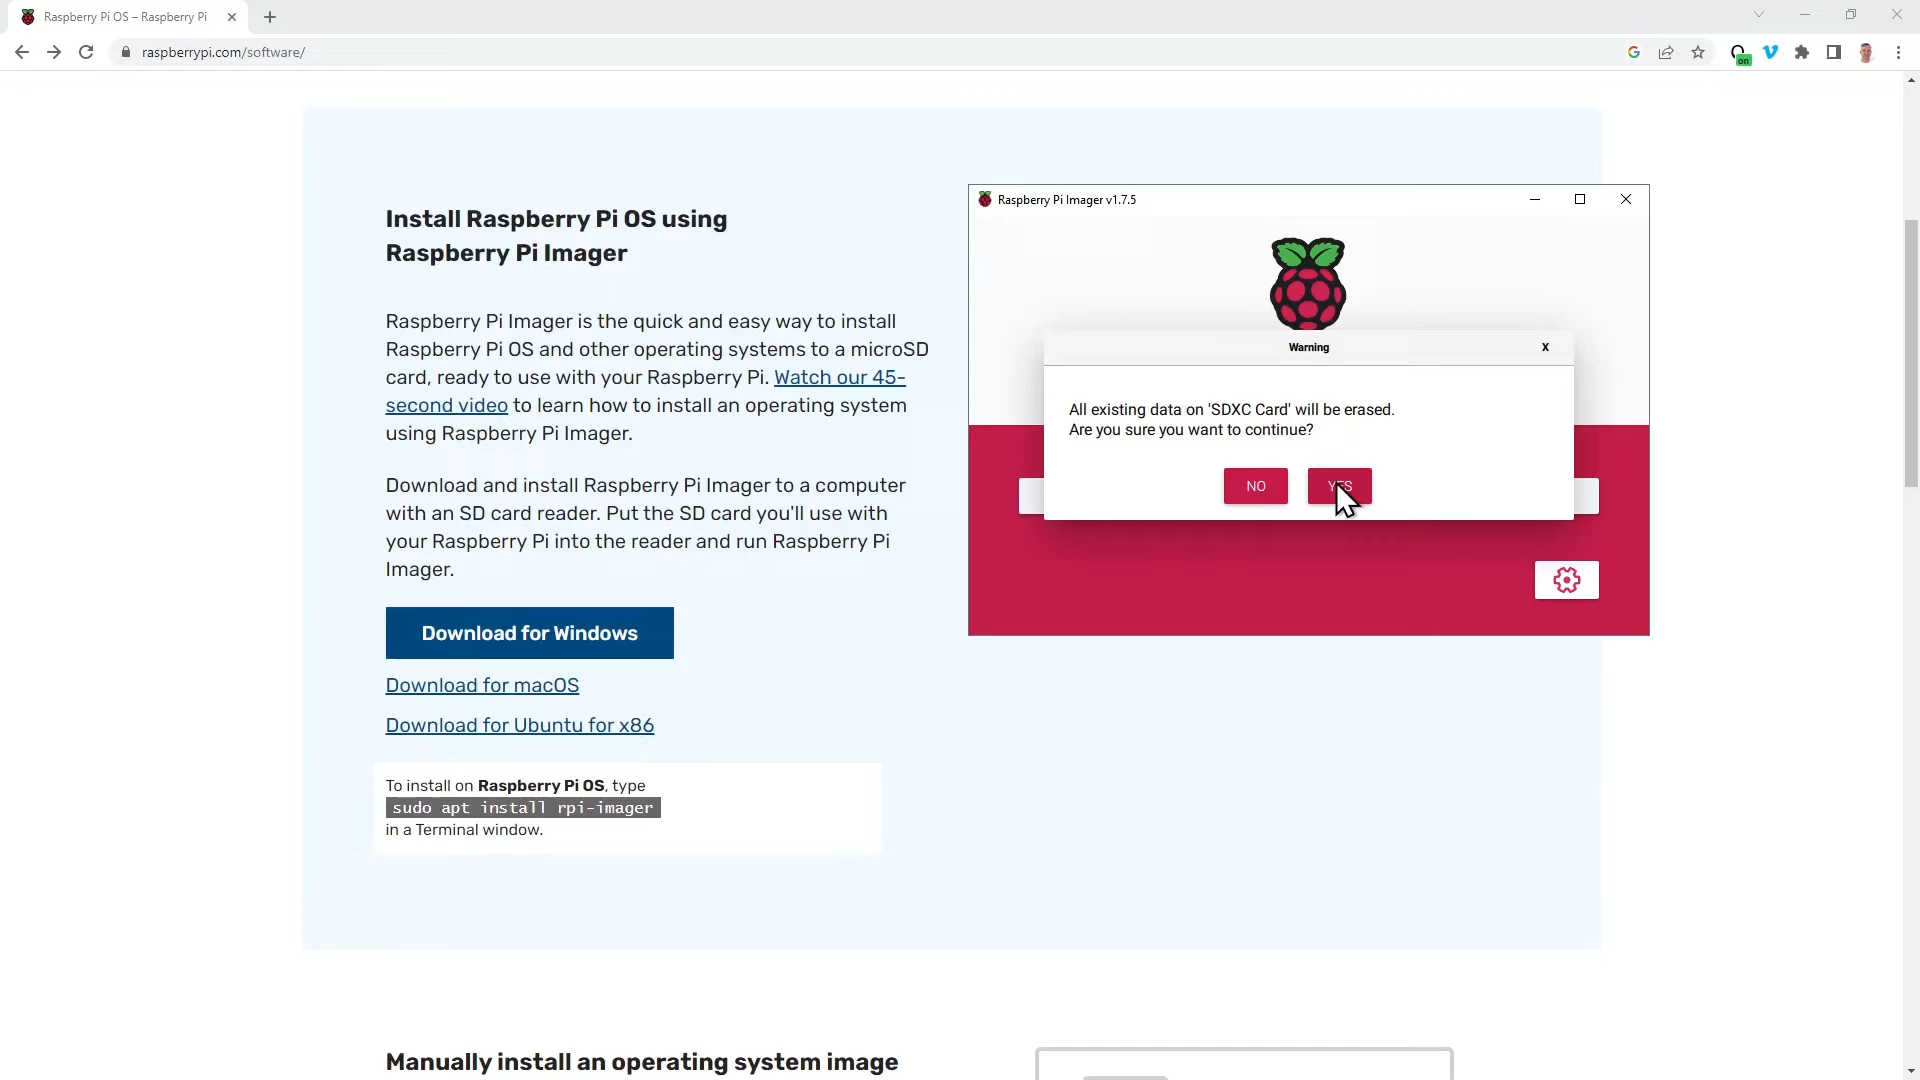 Raspberry Pi OS – Raspberry Pi
raspberrypi.com/software/
on
Install Raspberry Pi OS using
Raspberry Pi Imager
Raspberry Pi Imager is the quick and easy way to install
Raspberry Pi OS and other operating systems to a microSD
card, ready to use with your Raspberry Pi. Watch our 45-
second video to learn how to install an operating system
using Raspberry Pi Imager.
Download and install Raspberry Pi Imager to a computer
with an SD card reader. Put the SD card you'll use with
your Raspberry Pi into the reader and run Raspberry Pi
Imager.
Download for Windows
Download for macOS
Download for Ubuntu for x86
To install on Raspberry Pi OS, type
sudo apt install rpi-imager
in a Terminal window.
Raspberry Pi Imager v1.7.5
Warning
X
All existing data on 'SDXC Card' will be erased.
Are you sure you want to continue?
NO
YES
Manually install an operating system image